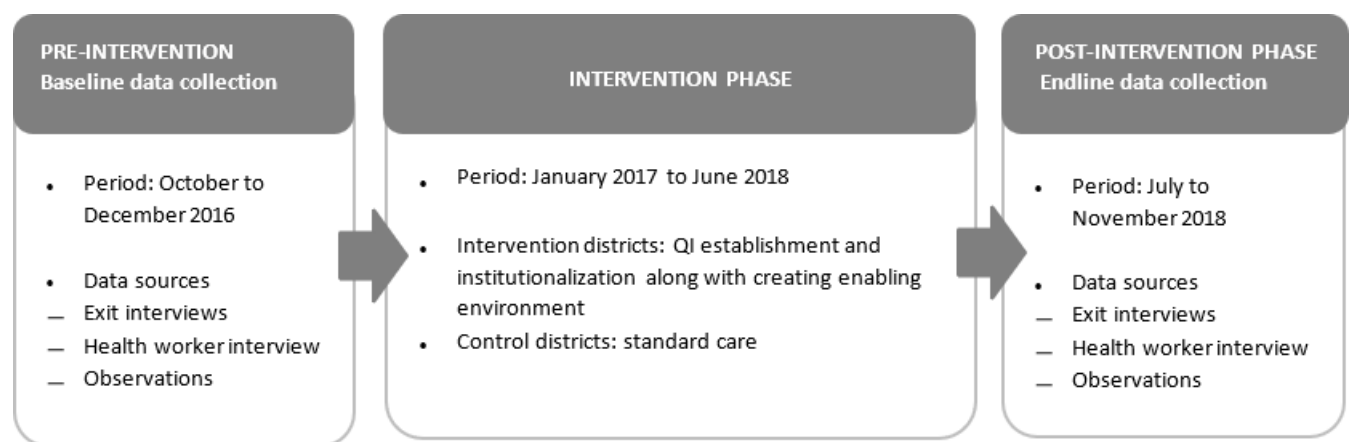 PRE-INTERVENTION
Baseline data collection
• Period: October to
December 2016
• Data sources
— Exit interviews
— Health worker interview
— Observations
INTERVENTION PHASE
• Period: January 2017 to June 2018
• Intervention districts: QI establishment and
institutionalization along with creating enabling
environment
• Control districts: standard care
POST-INTERVENTION PHASE
Endline data collection
• Period: July to
November 2018
• Data sources
— Exit interviews
— Health worker interview
— Observations